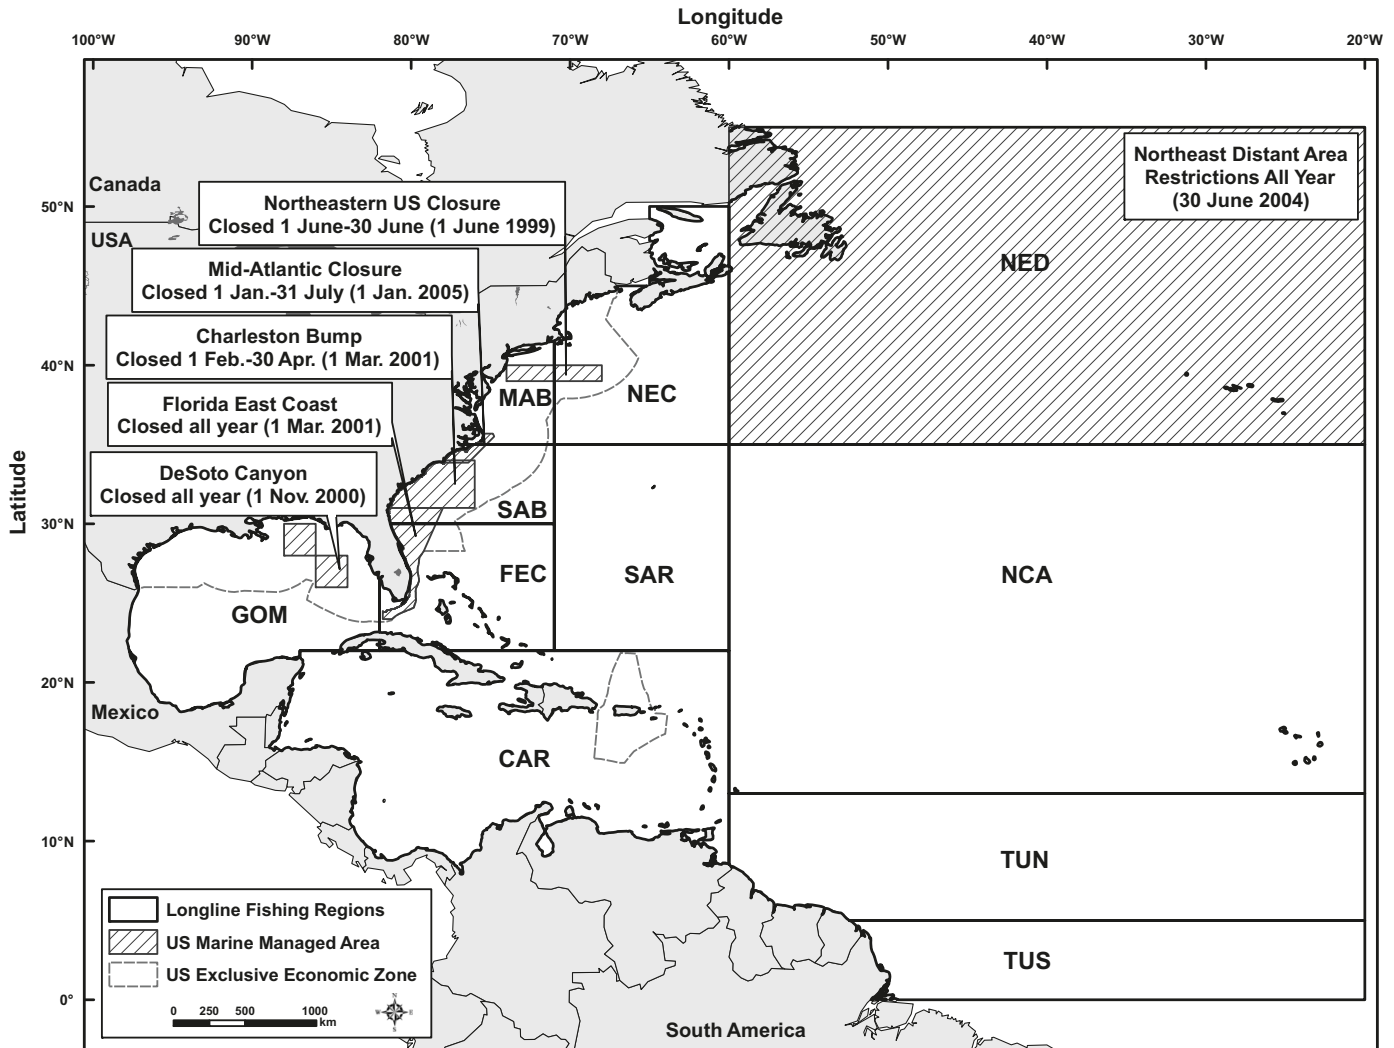 Longitude
100°W 90°W 80°W 70°W 60°W 50°W 40°W 30°W 20°W
Latitude
50°N
40°N
30°N
20°N
10°N
0°
Canada
USA
Mexico
South America
Northeastern US Closure
Closed 1 June-30 June (1 June 1999)
Mid-Atlantic Closure
Closed 1 Jan.-31 July (1 Jan. 2005)
Charleston Bump
Closed 1 Feb.-30 Apr. (1 Mar. 2001)
Florida East Coast
Closed all year (1 Mar. 2001)
DeSoto Canyon
Closed all year (1 Nov. 2000)
Northeast Distant Area
Restrictions All Year
(30 June 2004)
NED
MAB
NEC
SAB
FEC
SAR
NCA
GOM
CAR
TUN
TUS
Longline Fishing Regions
US Marine Managed Area
US Exclusive Economic Zone
0 250 500 1000
km
N
W E
S